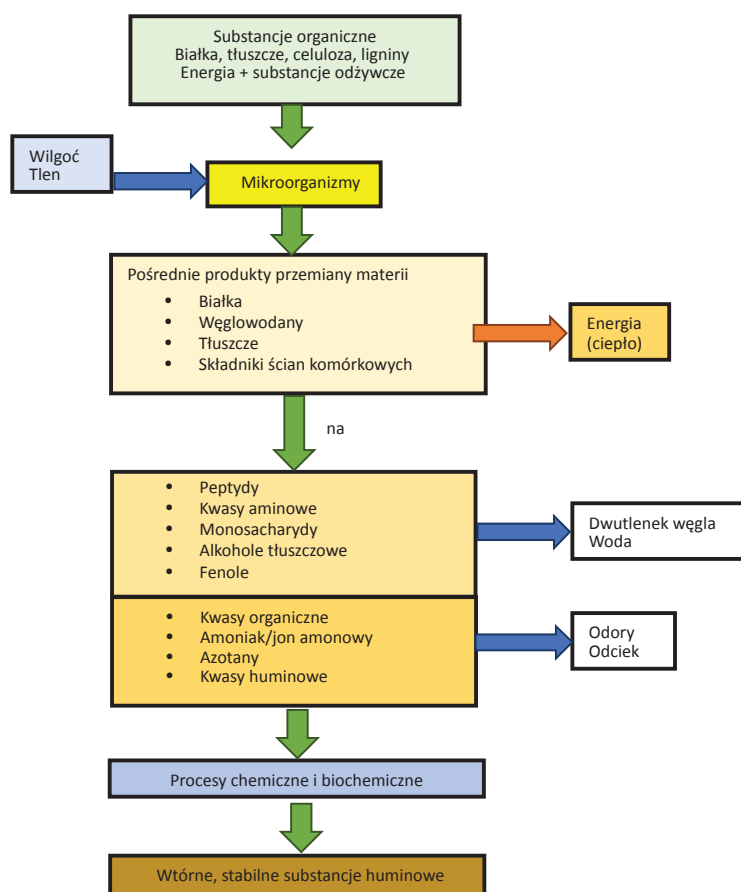 Substancje organiczne
Białka, tłuszcze, celuloza, ligniny
Energia + substancje odżywcze
Wilgoć
Tlen
Mikroorganizmy
Pośrednie produkty przemiany materii
• Białka
• Węglowodany
• Tłuszcze
• Składniki ścian komórkowych
Energia
(ciepło)
na
• Peptydy
• Kwasy aminowe
• Monosacharydy
• Alkohole tłuszczowe
• Fenole
Dwutlenek węgla
Woda
• Kwasy organiczne
• Amoniak/jon amonowy
• Azotany
• Kwasy huminowe
Odory
Odciek
Procesy chemiczne i biochemiczne
Wtórne, stabilne substancje huminowe